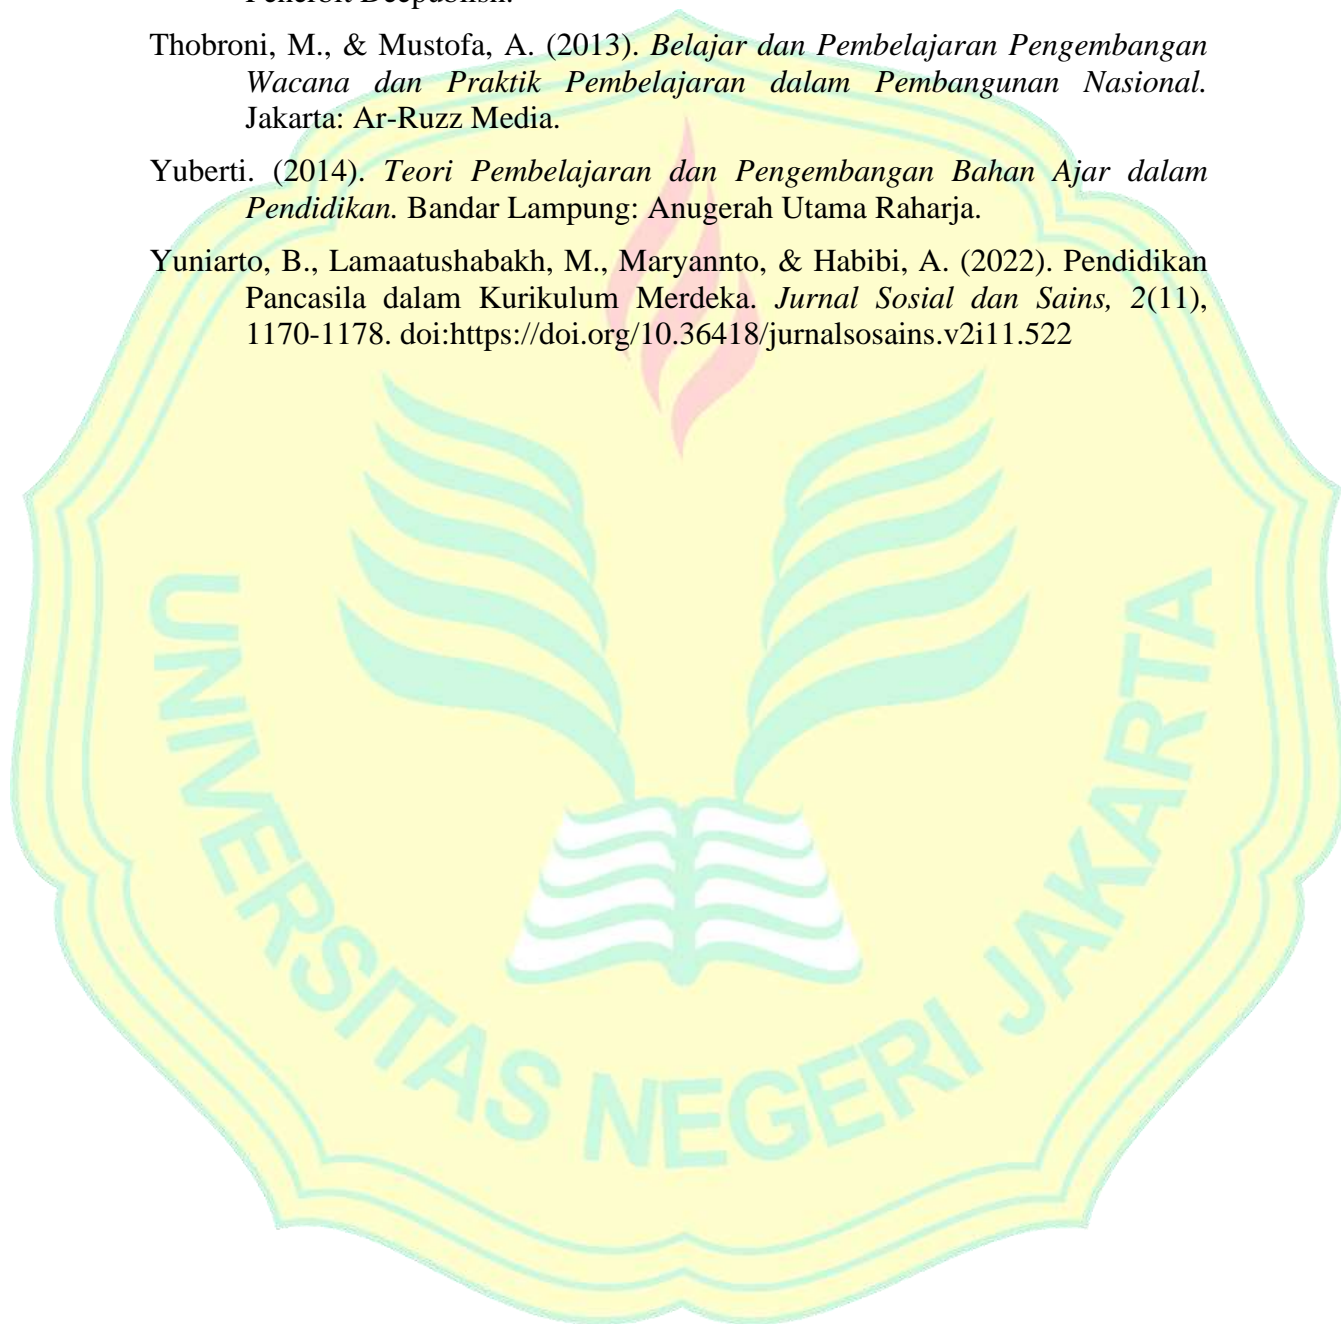 Penerbit Deepublish.
Thobroni, M., & Mustofa, A. (2013). Belajar dan Pembelajaran Pengembangan
Wacana dan Praktik Pembelajaran dalam Pembangunan Nasional.
Jakarta: Ar-Ruzz Media.
Yuberti. (2014). Teori Pembelajaran dan Pengembangan Bahan Ajar dalam
Pendidikan. Bandar Lampung: Anugerah Utama Raharja.
Yuniarto, B., Lamaatushabakh, M., Maryannto, & Habibi, A. (2022). Pendidikan
Pancasila dalam Kurikulum Merdeka. Jurnal Sosial dan Sains, 2(11),
1170-1178. doi:https://doi.org/10.36418/jurnalsosains.v2i11.522
UNIVERSITAS NEGERI JAKARTA